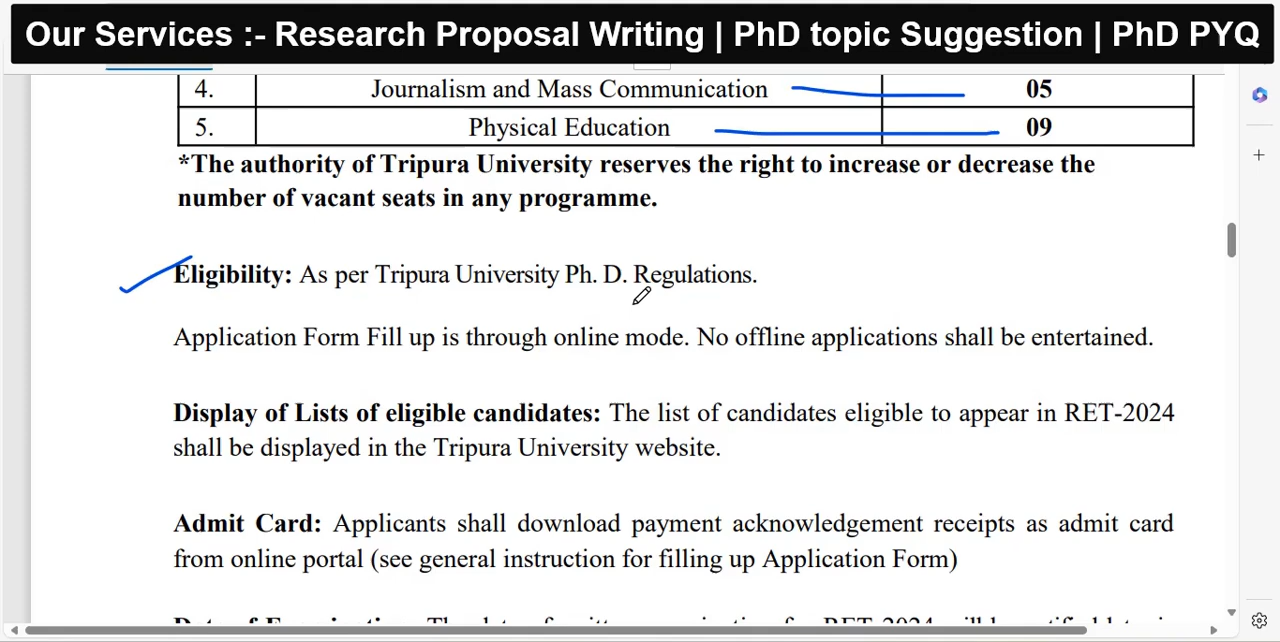 Our Services :- Research Proposal Writing | PhD topic Suggestion | PhD PYQ
4. Journalism and Mass Communication 05
5. Physical Education 09
*The authority of Tripura University reserves the right to increase or decrease the
number of vacant seats in any programme.
Eligibility: As per Tripura University Ph. D. Regulations.
Application Form Fill up is through online mode. No offline applications shall be entertained.
Display of Lists of eligible candidates: The list of candidates eligible to appear in RET-2024
shall be displayed in the Tripura University website.
Admit Card: Applicants shall download payment acknowledgement receipts as admit card
from online portal (see general instruction for filling up Application Form)